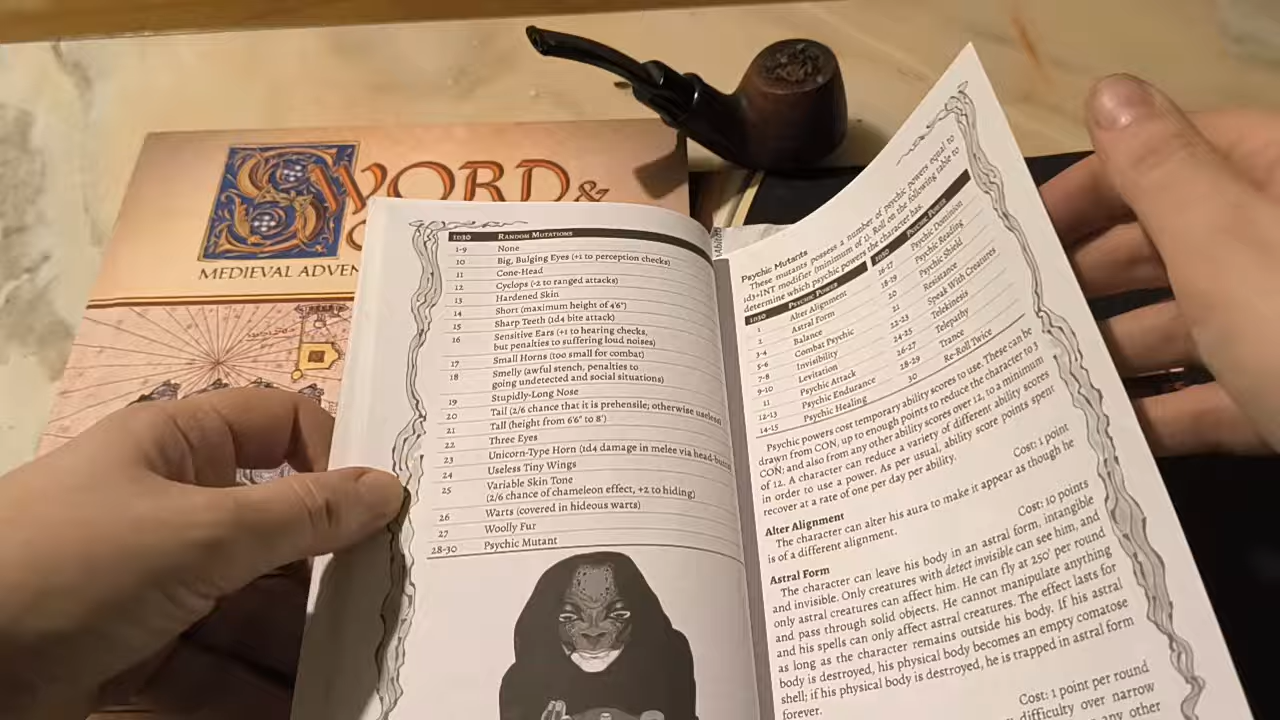 SWORD &
MEDIEVAL ADVEN
1D30 RANDOM MUTATIONS
1-9 None
10 Big, Bulging Eyes (+1 to perception checks)
11 Cone-Head
12 Cyclops (-2 to ranged attacks)
13 Hardened Skin
14 Short (maximum height of 4'6")
15 Sharp Teeth (1d4 bite attack)
16 Sensitive Ears (+1 to hearing checks,
but penalties to suffering loud noises)
17 Small Horns (too small for combat)
18 Smelly (awful stench, penalties to
going undetected and social situations)
19 Stupidly-Long Nose
20 Tail (2/6 chance that it is prehensile; otherwise useless)
21 Tall (height from 6'6" to 8')
22 Three Eyes
23 Unicorn-Type Horn (1d4 damage in melee via head-butt
24 Useless Tiny Wings
25 Variable Skin Tone
(2/6 chance of chameleon effect, +2 to hiding)
26 Warts (covered in hideous warts)
27 Woolly Fur
28-30 Psychic Mutant
Psychic Mutants
These mutants possess a number of psychic powers equal to
1d3+INT modifier (minimum of 1). Roll on the following table to
determine which psychic powers the character has.
1D30 PSYCHIC POWER 1D30 PSYCHIC POWER
1 Alter Alignment 16-17 Psychic Dominion
2 Astral Form 18-19 Psychic Reading
Balance 20 Psychic Shield
3-4 Combat Psychic 21 Resistance
5-6 Invisibility 22-23 Speak With Creatures
7-8 Levitation 24-25 Telekinesis
9-10 Psychic Attack 26-27 Telepathy
11 Psychic Endurance 28-29 Trance
12-13 Psychic Healing 30 Re-Roll Twice
14-15
Psychic powers cost temporary ability scores to use. These can be
drawn from CON, up to enough points to reduce the character to 3
CON; and also from any other ability scores over 12, to a minimum
of 12. A character can reduce a variety of different ability scores
in order to use a power. As per usual, ability score points spent
recover at a rate of one per day per ability.
Alter Alignment Cost: 1 point
The character can alter his aura to make it appear as though he
is of a different alignment.
Astral Form Cost: 10 points
The character can leave his body in an astral form, intangible
and invisible. Only creatures with detect invisible can see him, and
only astral creatures can affect him. He can fly at 250' per round
and pass through solid objects. He cannot manipulate anything
and his spells can only affect astral creatures. The effect lasts for
as long as the character remains outside his body. If his astral
body is destroyed, his physical body becomes an empty comatose
shell; if his physical body is destroyed, he is trapped in astral form
forever.
Cost: 1 point per round
difficulty over narrow
any other